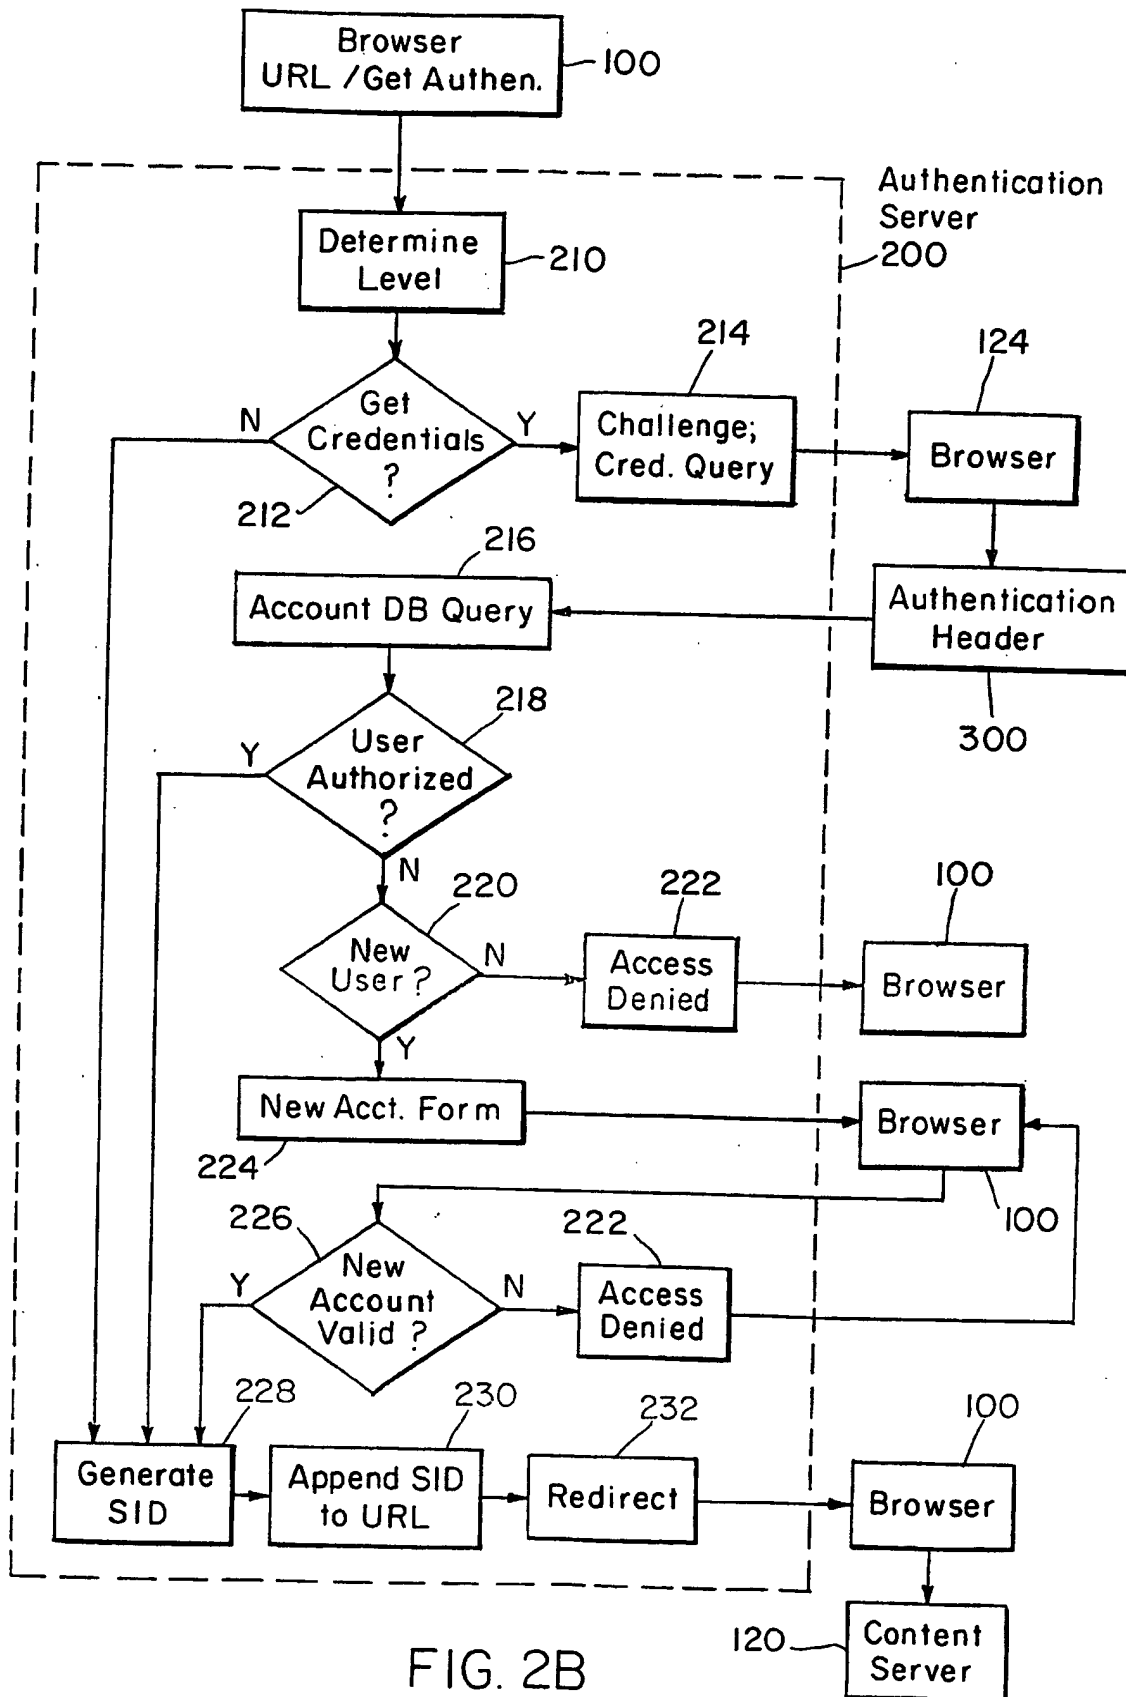 Browser
URL /Get Authen.
100
Authentication
Server
200
Determine
Level
210
214
124
N
Get
Credentials
?
Y
212
Challenge;
Cred. Query
Browser
216
Account DB Query
Authentication
Header
300
218
Y
User
Authorized
?
N
220
222
100
New
User ?
N
Access
Denied
Browser
Y
New Acct. Form
224
Browser
100
226
222
Y
New
Account
Valid ?
N
Access
Denied
228
230
232
100
Generate
SID
Append SID
to URL
Redirect
Browser
120
Content
Server
FIG. 2B